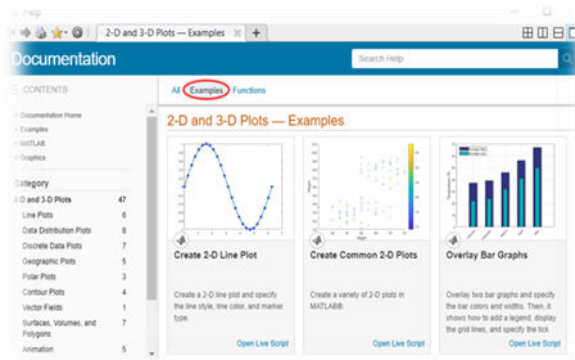 Help
2-D and 3-D Plots — Examples
Documentation
Search Help
CONTENTS
All Examples Functions
Documentation Home
Examples
MATLAB
Graphics
Category
2-D and 3-D Plots 47
Line Plots 6
Data Distribution Plots 8
Discrete Data Plots 7
Geographic Plots 5
Polar Plots 3
Contour Plots 4
Vector Fields 1
Surfaces, Volumes, and 7
Polygons
Animation 5
2-D and 3-D Plots — Examples
Create 2-D Line Plot
Create a 2-D line plot and specify
the line style, line color, and marker
type.
Open Live Script
Create Common 2-D Plots
Create a variety of 2-D plots in
MATLAB®.
Open Live Script
Overlay Bar Graphs
Overlay two bar graphs and specify
the bar colors and widths. Then, it
shows how to add a legend, display
the grid lines, and specify the tick
Open Live Script